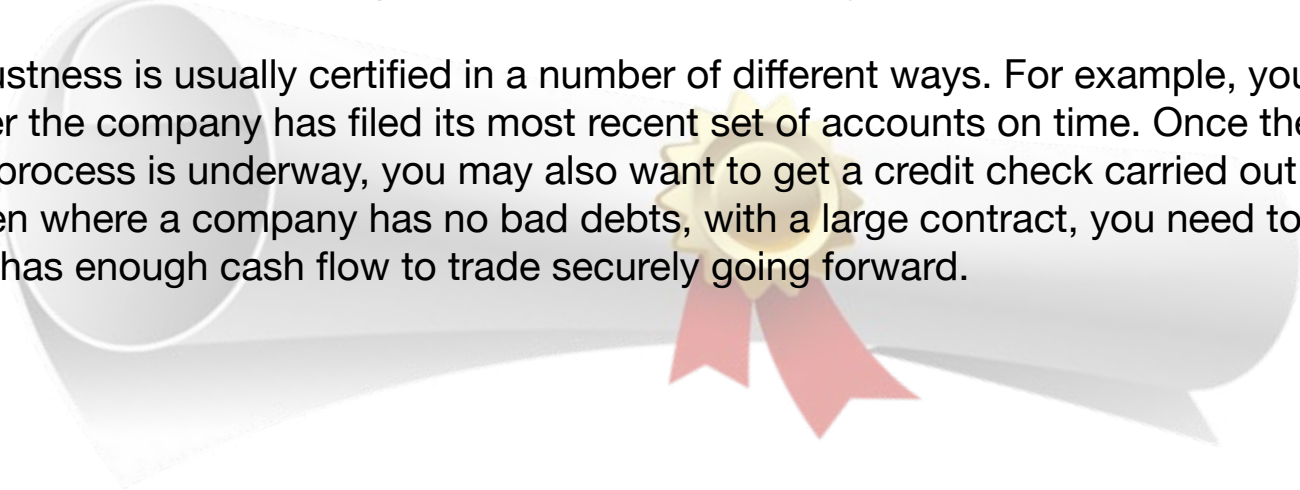 ustness is usually certified in a number of different ways. For example, you
er the company has filed its most recent set of accounts on time. Once the
process is underway, you may also want to get a credit check carried out
en where a company has no bad debts, with a large contract, you need to
has enough cash flow to trade securely going forward.